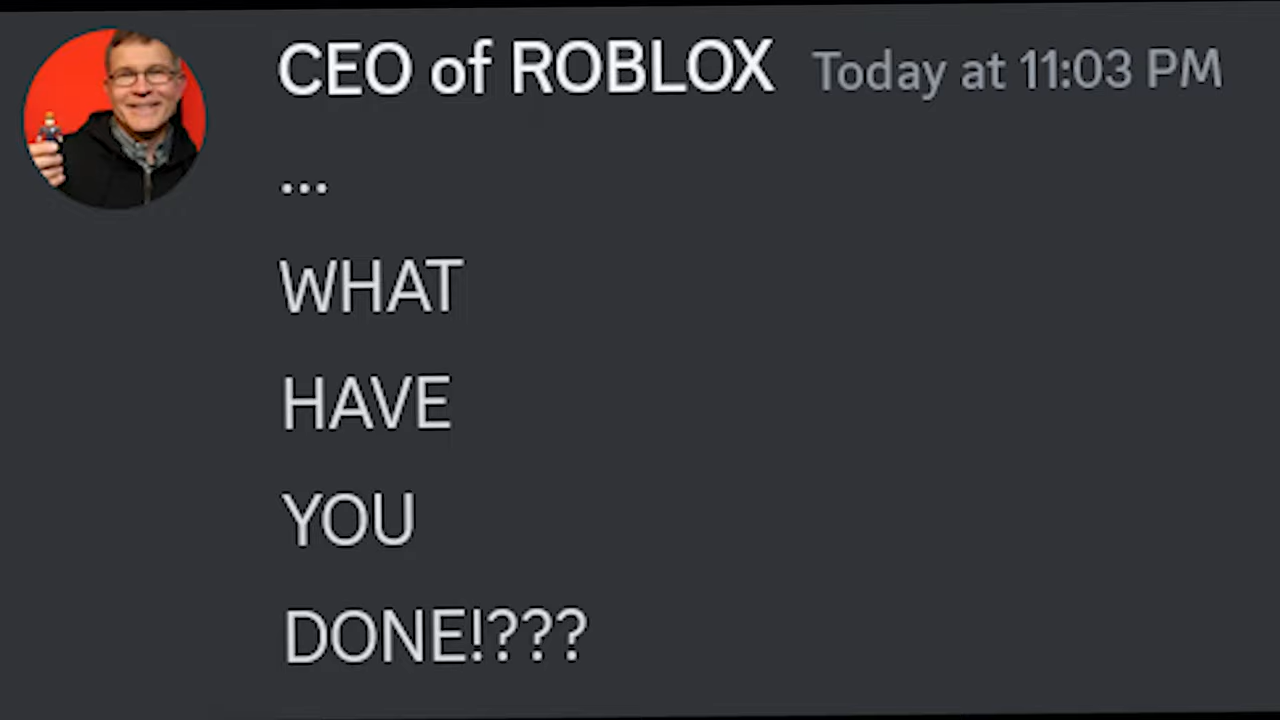 CEO of ROBLOX Today at 11:03 PM
...
WHAT
HAVE
YOU
DONE!???